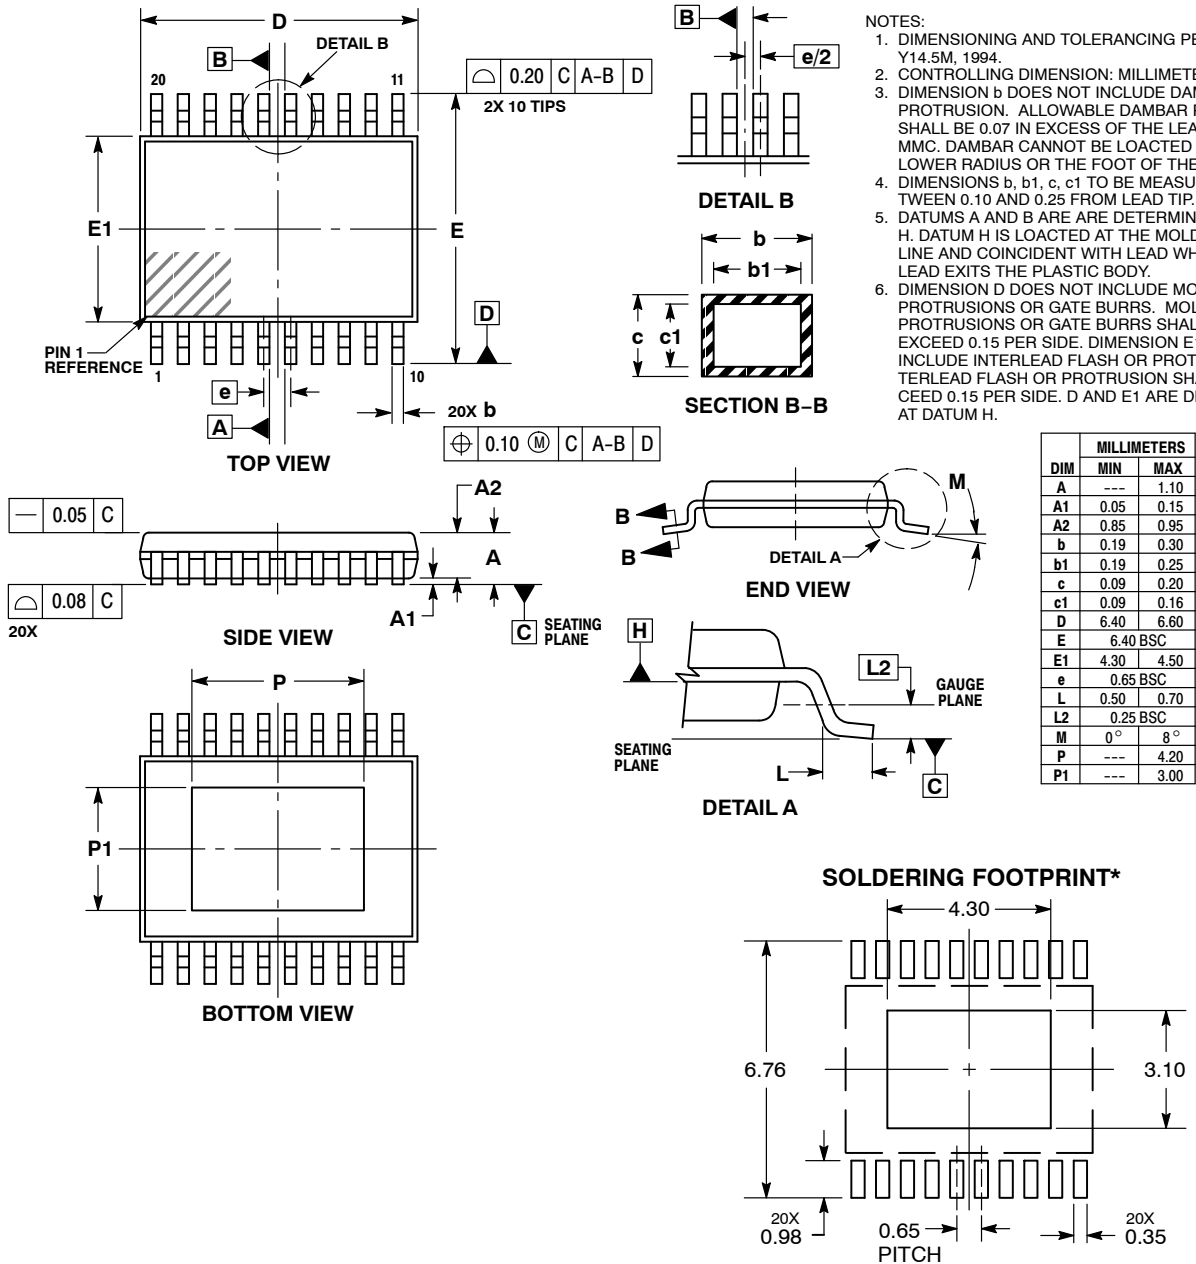 D
B
DETAIL B
20
11
0.20 C A–B D
2X 10 TIPS
E1
E
D
PIN 1
REFERENCE
1
10
e
20X b
A
0.10 M C A–B D
TOP VIEW
B
e/2
DETAIL B
b
b1
c
c1
SECTION B–B
NOTES:
1. DIMENSIONING AND TOLERANCING PE
Y14.5M, 1994.
2. CONTROLLING DIMENSION: MILLIMETE
3. DIMENSION b DOES NOT INCLUDE DAM
PROTRUSION. ALLOWABLE DAMBAR
SHALL BE 0.07 IN EXCESS OF THE LEA
MMC. DAMBAR CANNOT BE LOACTED
LOWER RADIUS OR THE FOOT OF THE
4. DIMENSIONS b, b1, c, c1 TO BE MEASU
TWEEN 0.10 AND 0.25 FROM LEAD TIP.
5. DATUMS A AND B ARE ARE DETERMIN
H. DATUM H IS LOACTED AT THE MOLD
LINE AND COINCIDENT WITH LEAD WH
LEAD EXITS THE PLASTIC BODY.
6. DIMENSION D DOES NOT INCLUDE MO
PROTRUSIONS OR GATE BURRS. MOL
PROTRUSIONS OR GATE BURRS SHAL
EXCEED 0.15 PER SIDE. DIMENSION E1
INCLUDE INTERLEAD FLASH OR PROT
TERLEAD FLASH OR PROTRUSION SHA
CEED 0.15 PER SIDE. D AND E1 ARE D
AT DATUM H.
MILLIMETERS
DIM MIN MAX
A --- 1.10
A1 0.05 0.15
A2 0.85 0.95
b 0.19 0.30
b1 0.19 0.25
c 0.09 0.20
c1 0.09 0.16
D 6.40 6.60
E 6.40 BSC
E1 4.30 4.50
e 0.65 BSC
L 0.50 0.70
L2 0.25 BSC
M 0° 8°
P --- 4.20
P1 --- 3.00
0.05 C
A2
A
0.08 C
20X
A1
C SEATING
PLANE
SIDE VIEW
B
B
M
DETAIL A
END VIEW
H
L2
GAUGE
PLANE
SEATING
PLANE
L
C
DETAIL A
P
P1
BOTTOM VIEW
SOLDERING FOOTPRINT*
4.30
6.76
3.10
20X
0.98
0.65
PITCH
20X
0.35